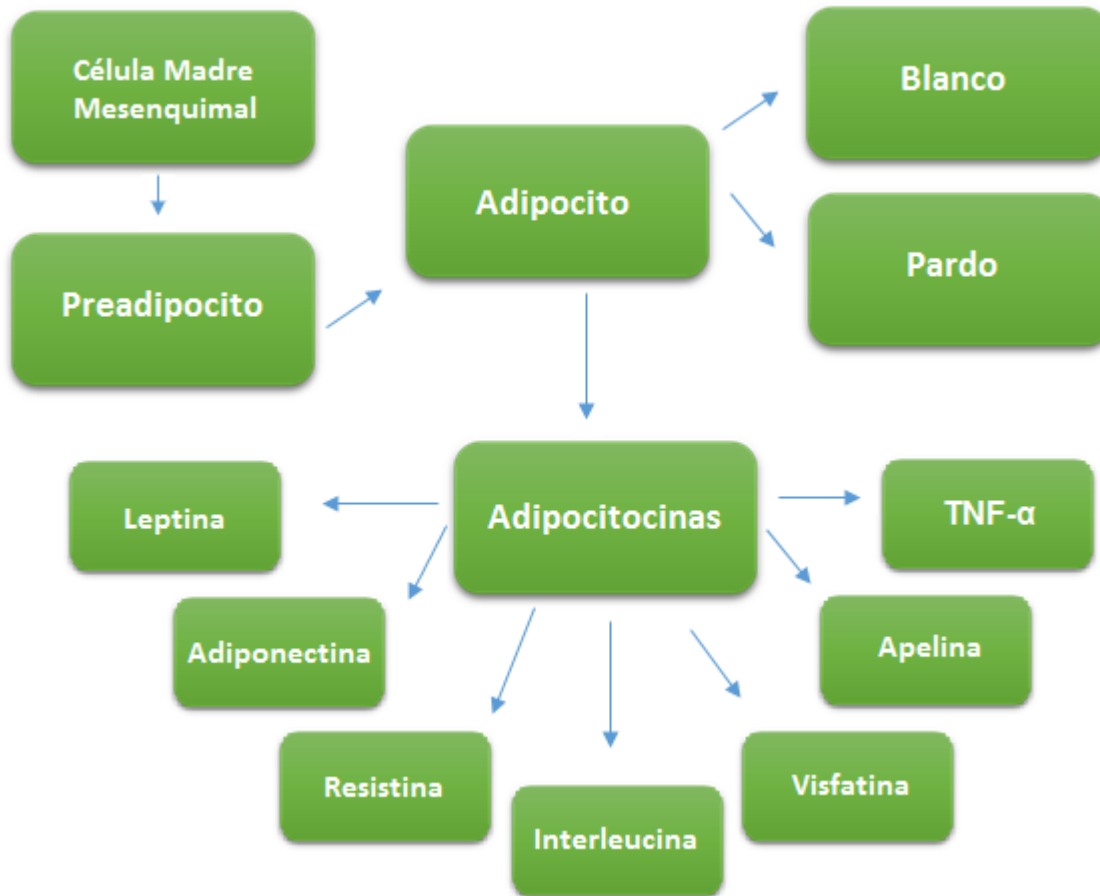 Célula Madre
Mesenquimal
Preadipocito
Adipocito
Blanco
Pardo
Adipocitocinas
Leptina
Adiponectina
Resistina
Interleucina
Visfatina
Apelina
TNF-α